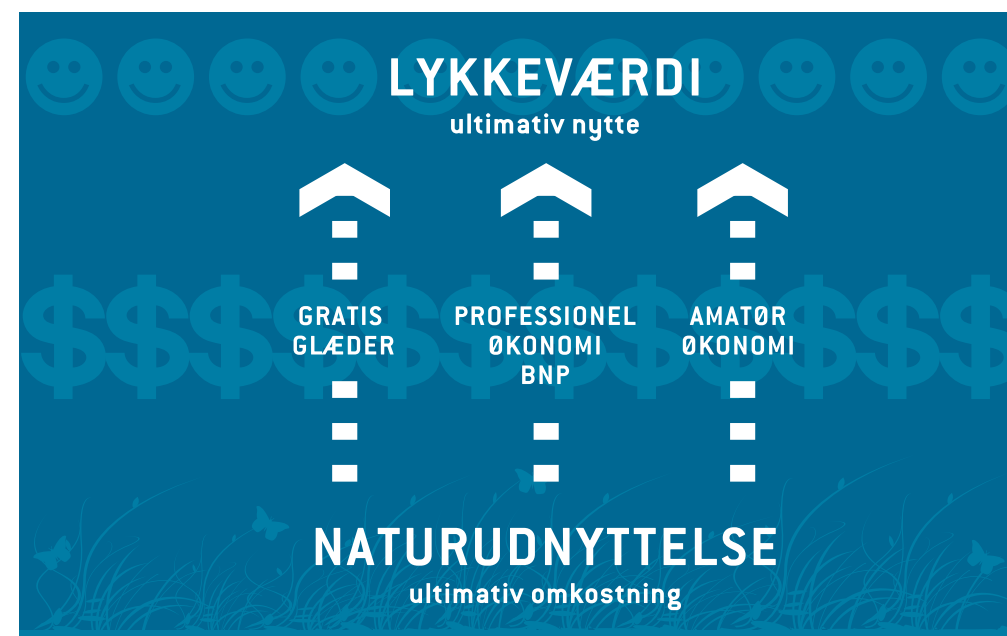 LYKKEVÆRDI
ultimativ nytte
GRATIS
GLÆDER
PROFESSIONEL
ØKONOMI
BNP
AMATØR
ØKONOMI
NATURUDNYTTELSE
ultimativ omkostning